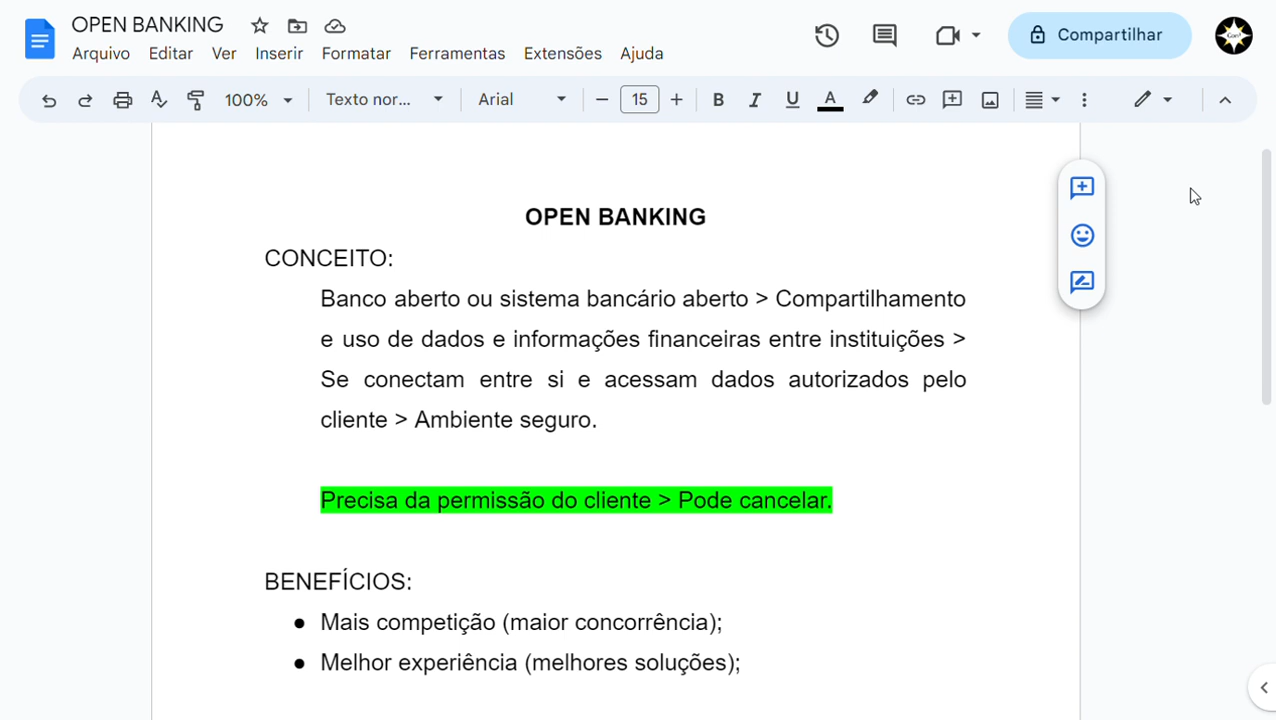 OPEN BANKING
Arquivo Editar Ver Inserir Formatar Ferramentas Extensões Ajuda
Compartilhar
100% Texto nor... Arial 15 B I U A
OPEN BANKING
CONCEITO:
Banco aberto ou sistema bancário aberto > Compartilhamento
e uso de dados e informações financeiras entre instituições >
Se conectam entre si e acessam dados autorizados pelo
cliente > Ambiente seguro.
Precisa da permissão do cliente > Pode cancelar.
BENEFÍCIOS:
● Mais competição (maior concorrência);
● Melhor experiência (melhores soluções);